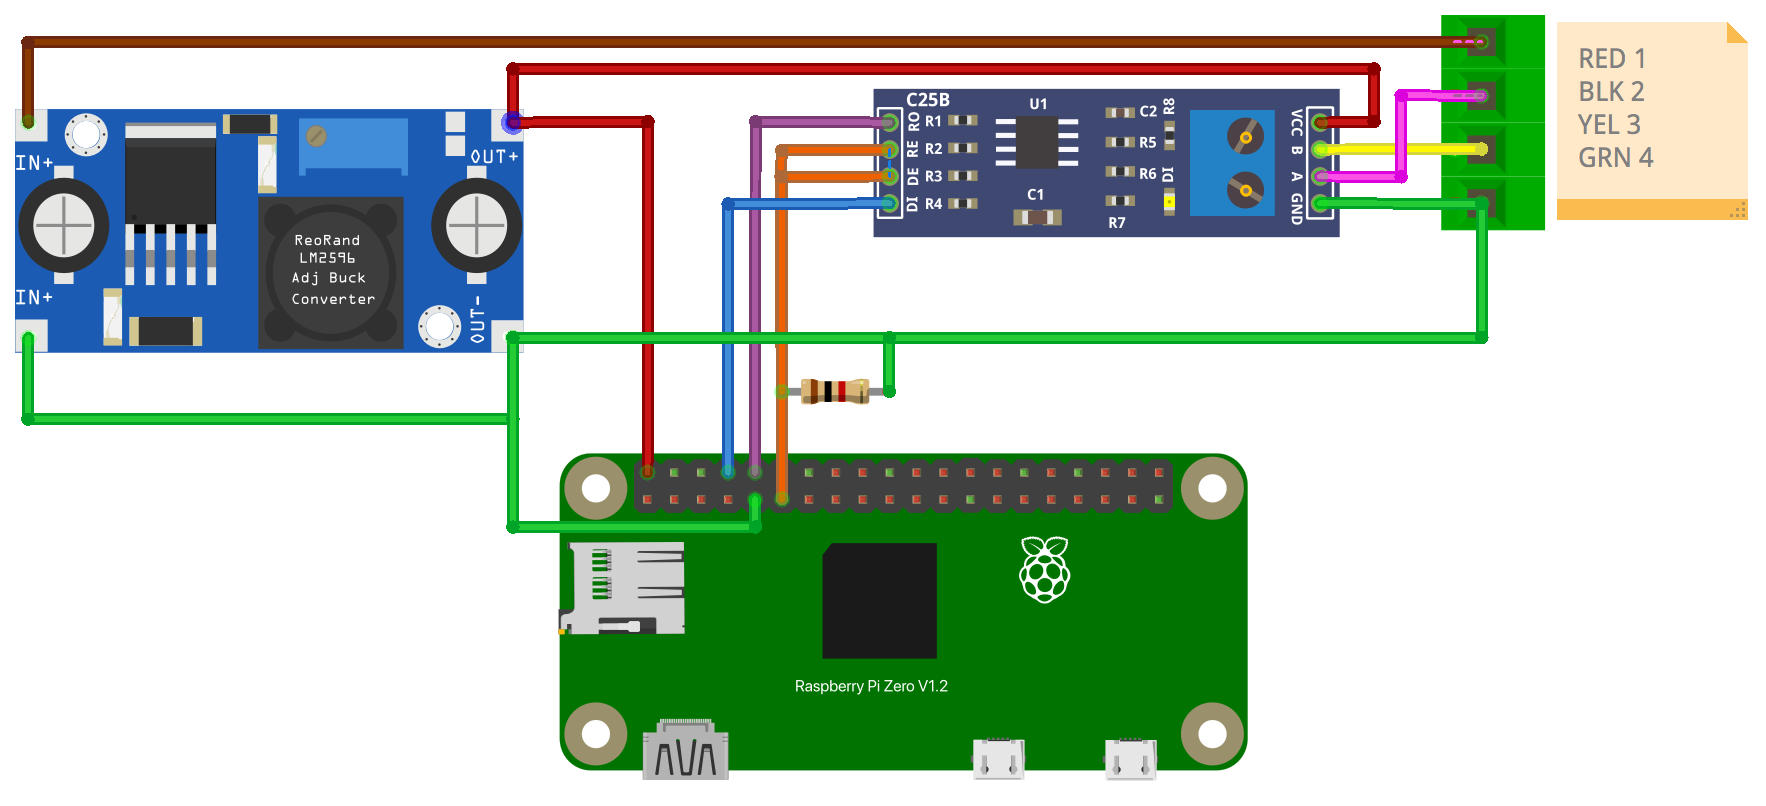 IN+
OUT+
ReoRand
LM2596
Adj Buck
Converter
IN+
OUT-
C25B
RO
RE
DE
DI
R1
R2
R3
R4
U1
C1
C2
R5
R6
R7
R8
DI
VCC
B
A
GND
RED 1
BLK 2
YEL 3
GRN 4
Raspberry Pi Zero V1.2